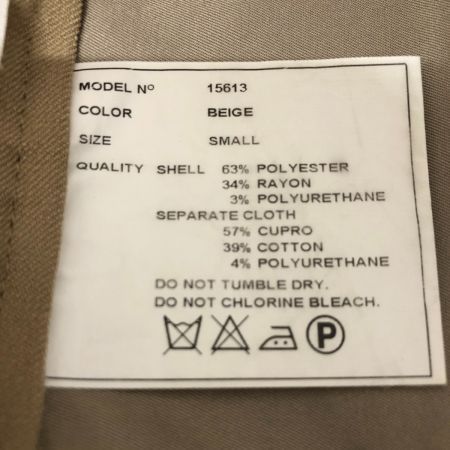 MODEL Nº 15613
COLOR BEIGE
SIZE SMALL
QUALITY SHELL 63% POLYESTER
34% RAYON
3% POLYURETHANE
SEPARATE CLOTH
57% CUPRO
39% COTTON
4% POLYURETHANE
DO NOT TUMBLE DRY.
DO NOT CHLORINE BLEACH.
P